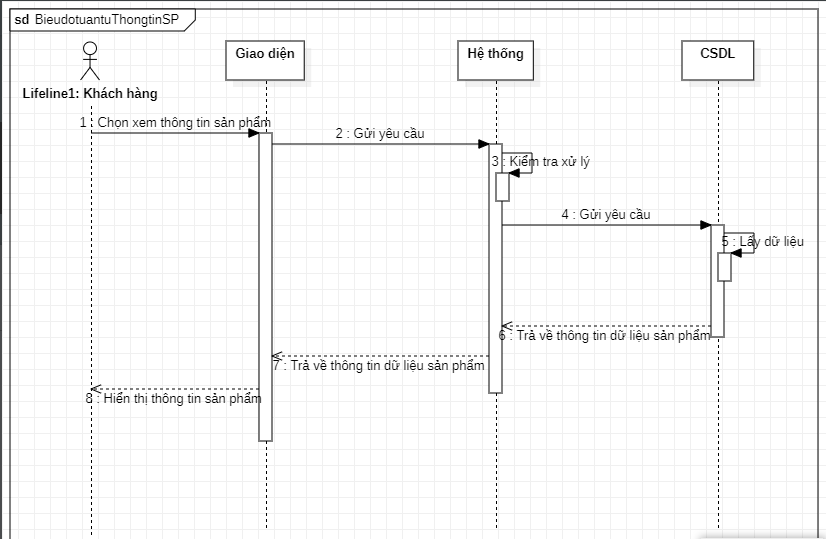 sd BieudotuantuThongtinSP
Giao diện
Hệ thống
CSDL
Lifeline1: Khách hàng
1 : Chọn xem thông tin sản phẩm
2 : Gửi yêu cầu
3 : Kiểm tra xử lý
4 : Gửi yêu cầu
5 : Lấy dữ liệu
6 : Trả về thông tin dữ liệu sản phẩm
7 : Trả về thông tin dữ liệu sản phẩm
8 : Hiển thị thông tin sản phẩm